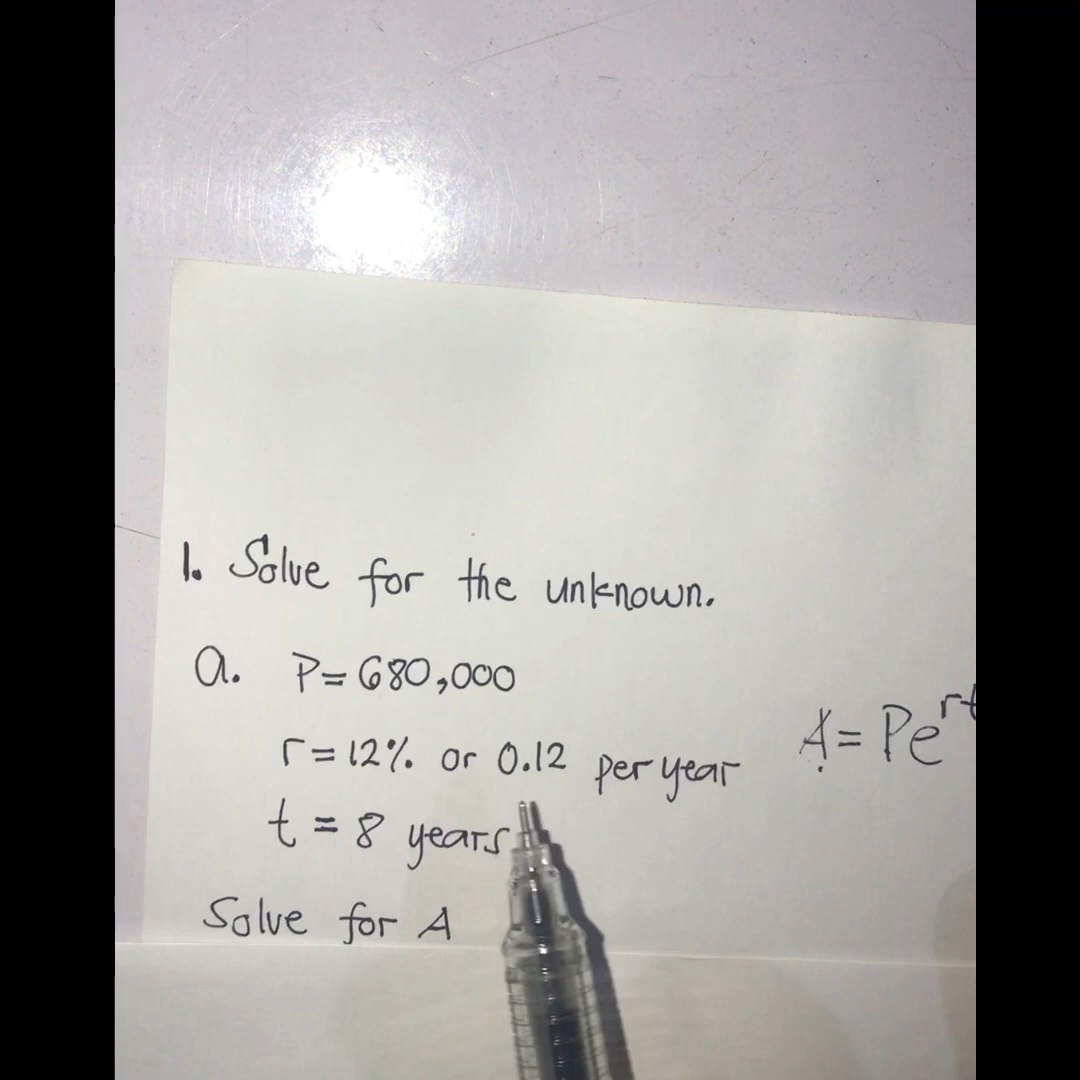 1. Solve for the unknown.
a. P = 680,000
r = 12% or 0.12 per year
A = Pe^rt
t = 8 years
Solve for A